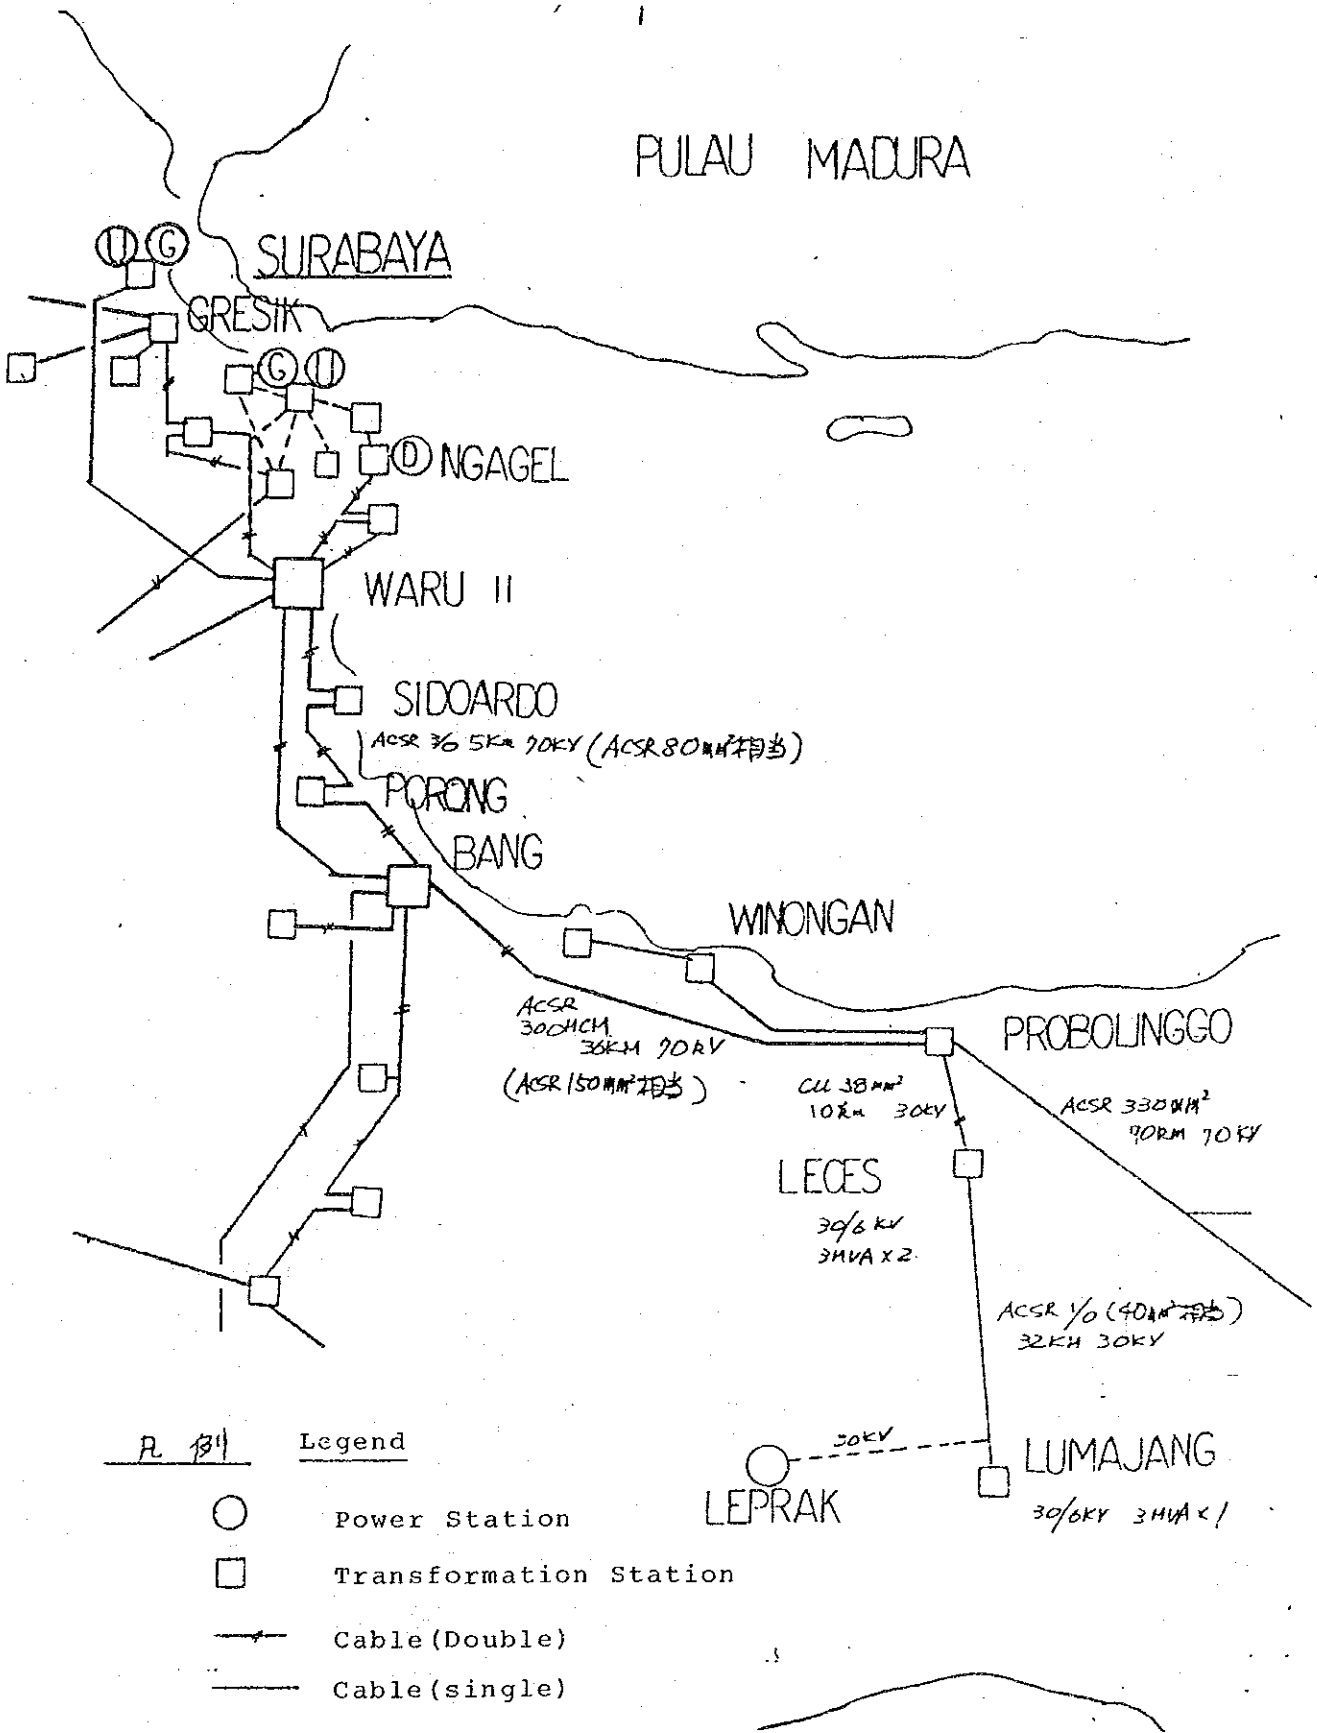 PULAU MADURA
U G
SURABAYA
GRESIK
G U
D NGAGEL
WARU II
SIDOARDO
ACSR 3/0 5Km 70KV (ACSR 80mm²相当)
PORONG
BANG
WINONGAN
ACSR
300MCM
36KM 70KV
(ACSR 150mm²相当)
PROBOLINGGO
CU 38mm²
10Km 30KV
ACSR 330mm²
70KM 70KV
LECES
30/6 KV
3MVA x 2
ACSR 1/0 (40mm²相当)
32KM 30KV
30KV
LEPRAK
LUMAJANG
30/6KV 3MVA x 1
凡例 Legend
Power Station
Transformation Station
Cable(Double)
Cable(single)